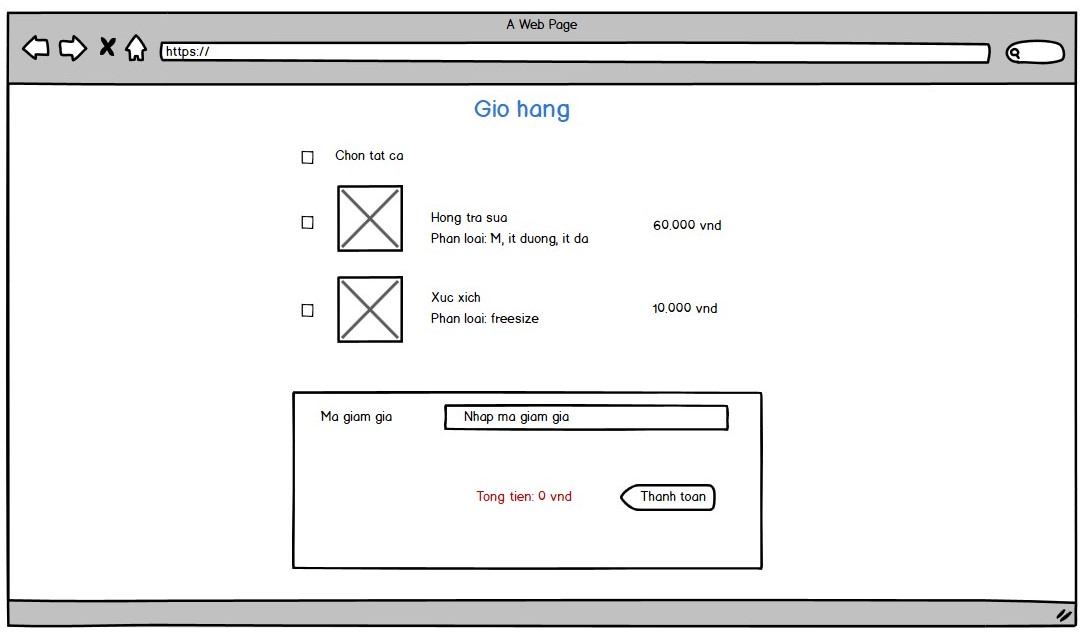 A Web Page
https://
Gio hang
Chon tat ca
Hong tra sua
60.000 vnd
Phan loai: M, it duong, it da
Xuc xich
10.000 vnd
Phan loai: freesize
Ma giam gia
Nhap ma giam gia
Tong tien: 0 vnd
Thanh toan